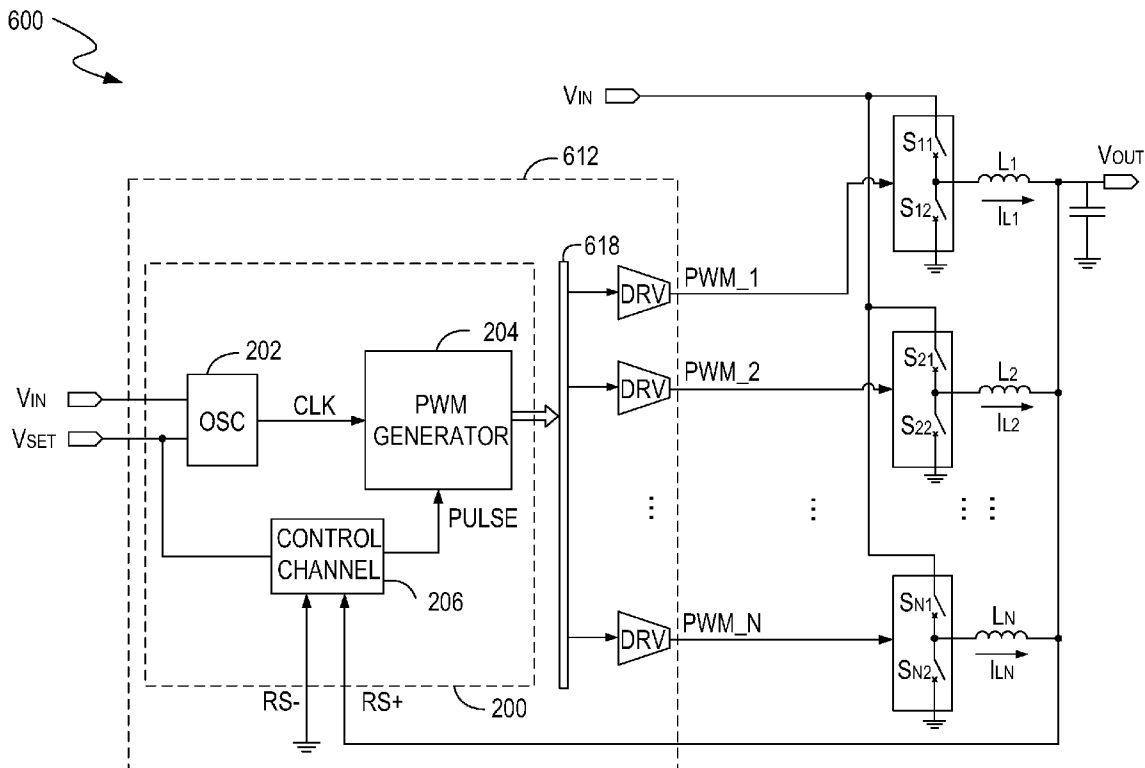 600
VIN
S11
S12
L1
IL1
VOUT
612
618
DRV
PWM_1
204
202
VIN
VSET
OSC
CLK
PWM
GENERATOR
DRV
PWM_2
S21
S22
L2
IL2
PULSE
CONTROL
CHANNEL
206
DRV
PWM_N
SN1
SN2
LN
ILN
RS-
RS+
200